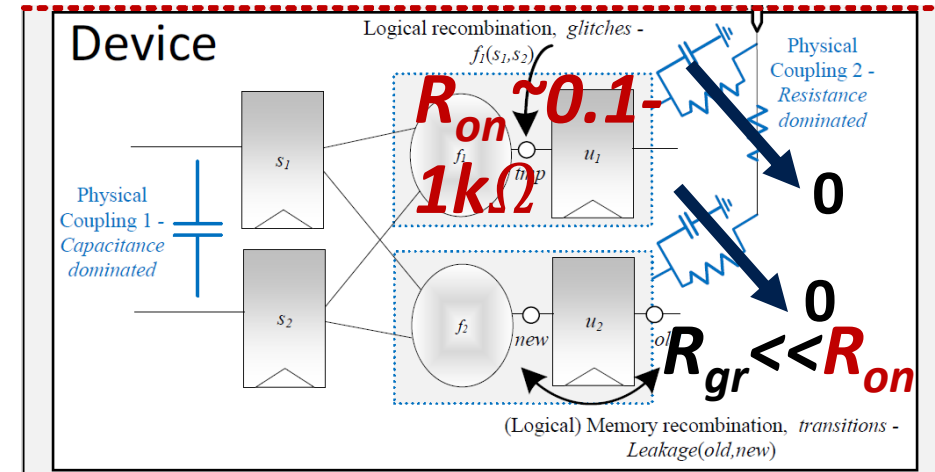 Device
Logical recombination, glitches -
f1(s1,s2)
Physical
Coupling 2 -
Resistance
dominated
Ron ~0.1-
1kΩ
s1
f1
tmp
u1
0
Physical
Coupling 1 -
Capacitance
dominated
0
s2
f2
new
u2
ol
Rgr<<Ron
(Logical) Memory recombination, transitions -
Leakage(old,new)